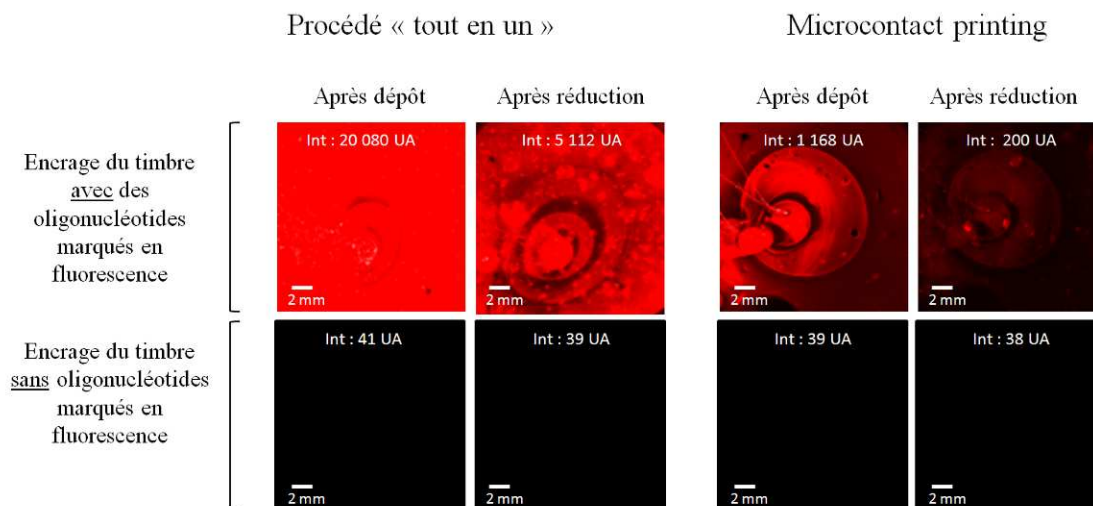 Procédé « tout en un »
Microcontact printing
Après dépôt
Après réduction
Après dépôt
Après réduction
Encrage du timbre
avec des
oligonucléotides
marqués en
fluorescence
Int : 20 080 UA
2 mm
Int : 5 112 UA
2 mm
Int : 1 168 UA
2 mm
Int : 200 UA
2 mm
Encrage du timbre
sans oligonucléotides
marqués en
fluorescence
Int : 41 UA
2 mm
Int : 39 UA
2 mm
Int : 39 UA
2 mm
Int : 38 UA
2 mm